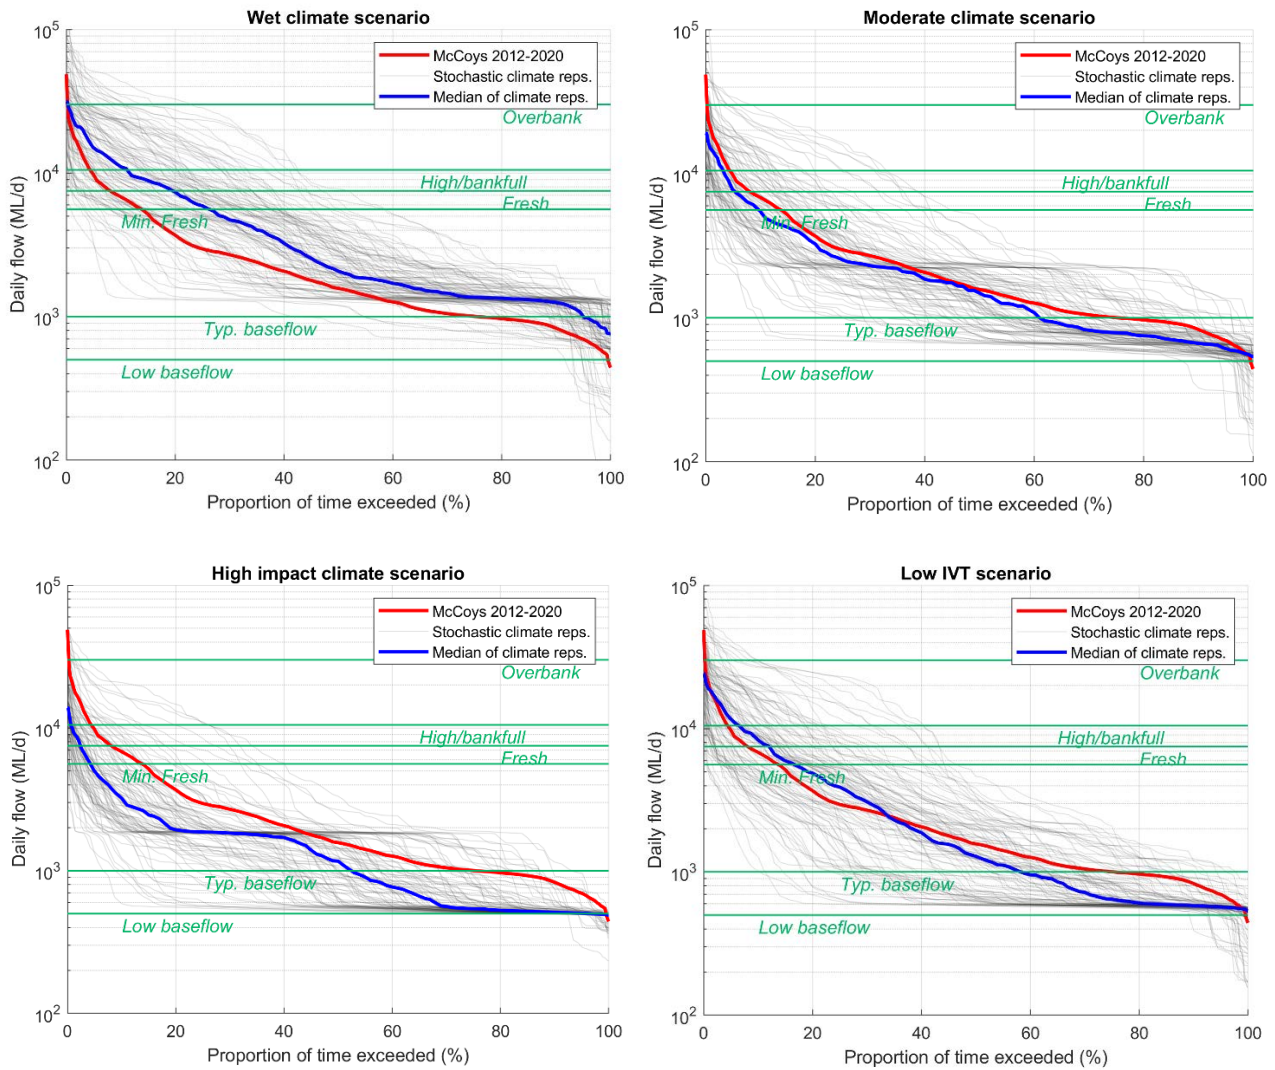 Wet climate scenario
10^5
McCoys 2012-2020
Stochastic climate reps.
Median of climate reps.
Overbank
10^4
High/bankfull
Fresh
Min. Fresh
Daily flow (ML/d)
10^3
Typ. baseflow
Low baseflow
10^2
0 20 40 60 80 100
Proportion of time exceeded (%)
Moderate climate scenario
10^5
McCoys 2012-2020
Stochastic climate reps.
Median of climate reps.
Overbank
10^4
High/bankfull
Fresh
Min. Fresh
Daily flow (ML/d)
10^3
Typ. baseflow
Low baseflow
10^2
0 20 40 60 80 100
Proportion of time exceeded (%)
High impact climate scenario
10^5
McCoys 2012-2020
Stochastic climate reps.
Median of climate reps.
Overbank
10^4
High/bankfull
Fresh
Min. Fresh
Daily flow (ML/d)
10^3
Typ. baseflow
Low baseflow
10^2
0 20 40 60 80 100
Proportion of time exceeded (%)
Low IVT scenario
10^5
McCoys 2012-2020
Stochastic climate reps.
Median of climate reps.
Overbank
10^4
High/bankfull
Fresh
Min. Fresh
Daily flow (ML/d)
10^3
Typ. baseflow
Low baseflow
10^2
0 20 40 60 80 100
Proportion of time exceeded (%)